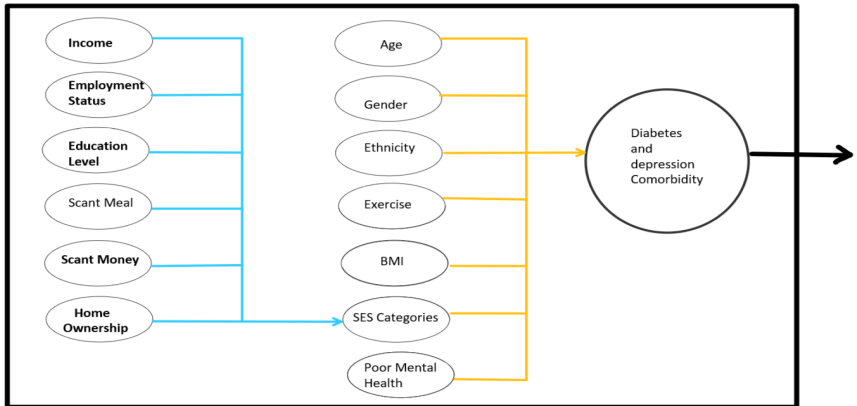 Income
Employment
Status
Education
Level
Scant Meal
Scant Money
Home
Ownership
Age
Gender
Ethnicity
Exercise
BMI
SES Categories
Poor Mental
Health
Diabetes
and
depression
Comorbidity